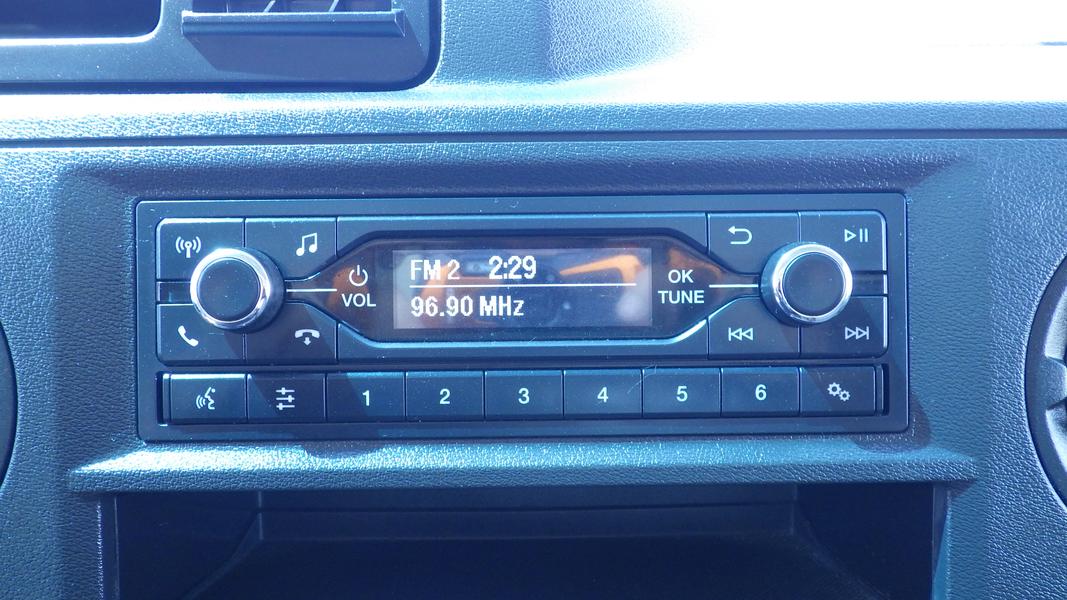 FM 2 2:29
96.90 MHz
VOL
OK
TUNE
1 2 3 4 5 6